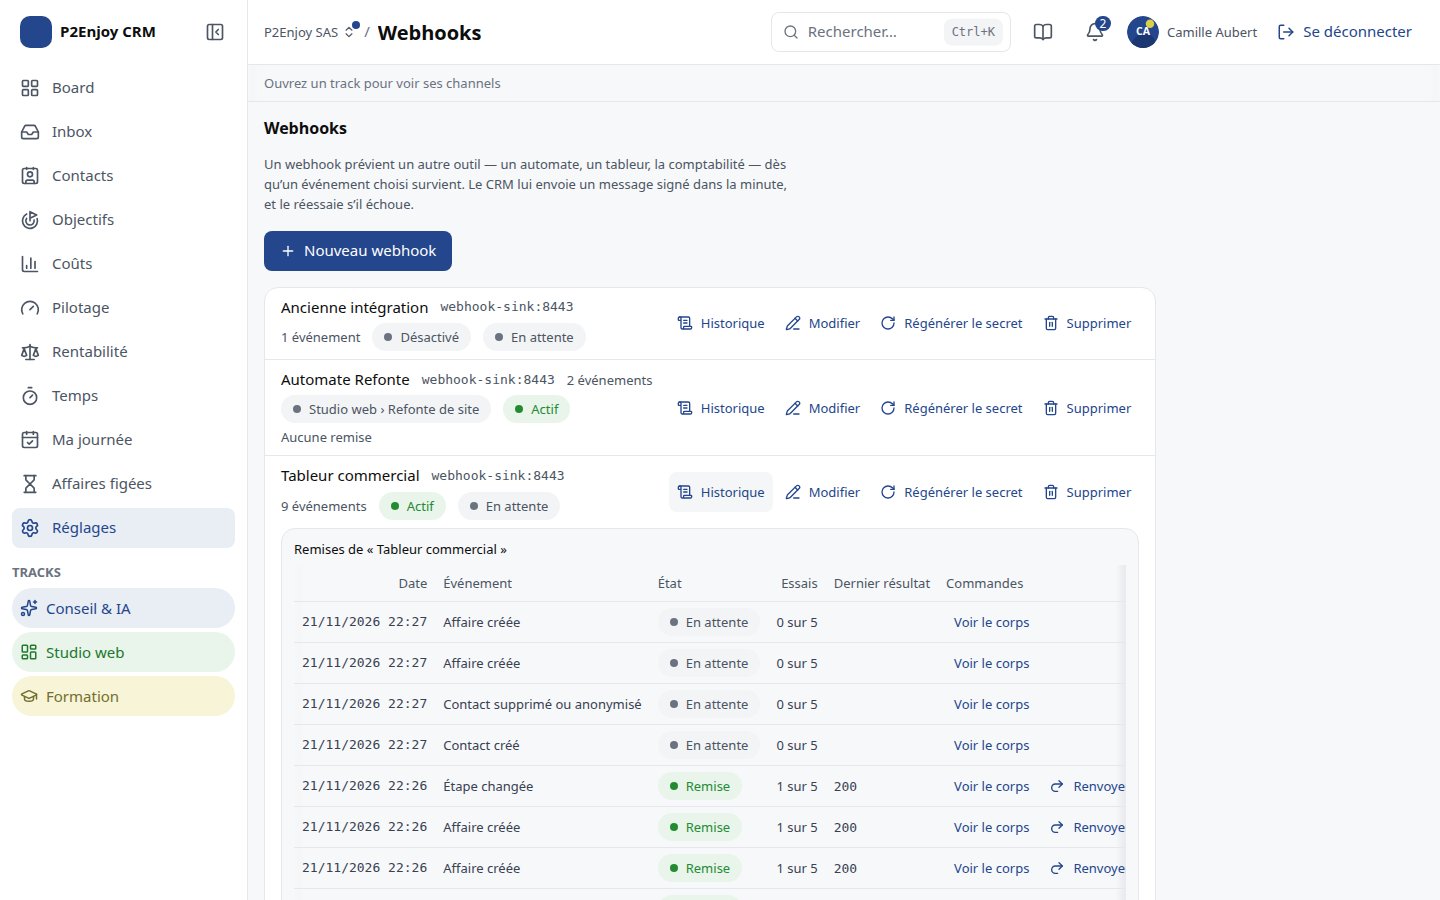 P2Enjoy CRM
Board
Inbox
Contacts
Objectifs
Coûts
Pilotage
Rentabilité
Temps
Ma journée
Affaires figées
Réglages
TRACKS
Conseil & IA
Studio web
Formation
P2Enjoy SAS / Webhooks
Rechercher... Ctrl+K
2
CA Camille Aubert
Se déconnecter
Ouvrez un track pour voir ses channels
Webhooks
Un webhook prévient un autre outil — un automate, un tableur, la comptabilité — dès
qu’un événement choisi survient. Le CRM lui envoie un message signé dans la minute,
et le réessaie s’il échoue.
Nouveau webhook
Ancienne intégration webhook-sink:8443
1 événement Désactivé En attente
Historique Modifier Régénérer le secret Supprimer
Automate Refonte webhook-sink:8443 2 événements
Studio web › Refonte de site Actif
Aucune remise
Historique Modifier Régénérer le secret Supprimer
Tableur commercial webhook-sink:8443
9 événements Actif En attente
Historique Modifier Régénérer le secret Supprimer
Remises de « Tableur commercial »
Date Événement État Essais Dernier résultat Commandes
21/11/2026 22:27 Affaire créée En attente 0 sur 5 Voir le corps
21/11/2026 22:27 Affaire créée En attente 0 sur 5 Voir le corps
21/11/2026 22:27 Contact supprimé ou anonymisé En attente 0 sur 5 Voir le corps
21/11/2026 22:27 Contact créé En attente 0 sur 5 Voir le corps
21/11/2026 22:26 Étape changée Remise 1 sur 5 200 Voir le corps Renvoye
21/11/2026 22:26 Affaire créée Remise 1 sur 5 200 Voir le corps Renvoye
21/11/2026 22:26 Affaire créée Remise 1 sur 5 200 Voir le corps Renvoye